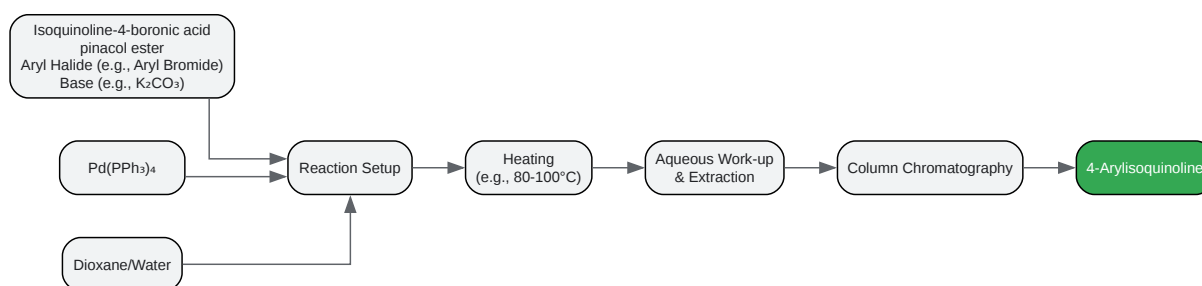 Isoquinoline-4-boronic acid
pinacol ester
Aryl Halide (e.g., Aryl Bromide)
Base (e.g., K₂CO₃)
Pd(PPh₃)₄
Dioxane/Water
Reaction Setup
Heating
(e.g., 80-100°C)
Aqueous Work-up
& Extraction
Column Chromatography
4-Arylisoquinoline